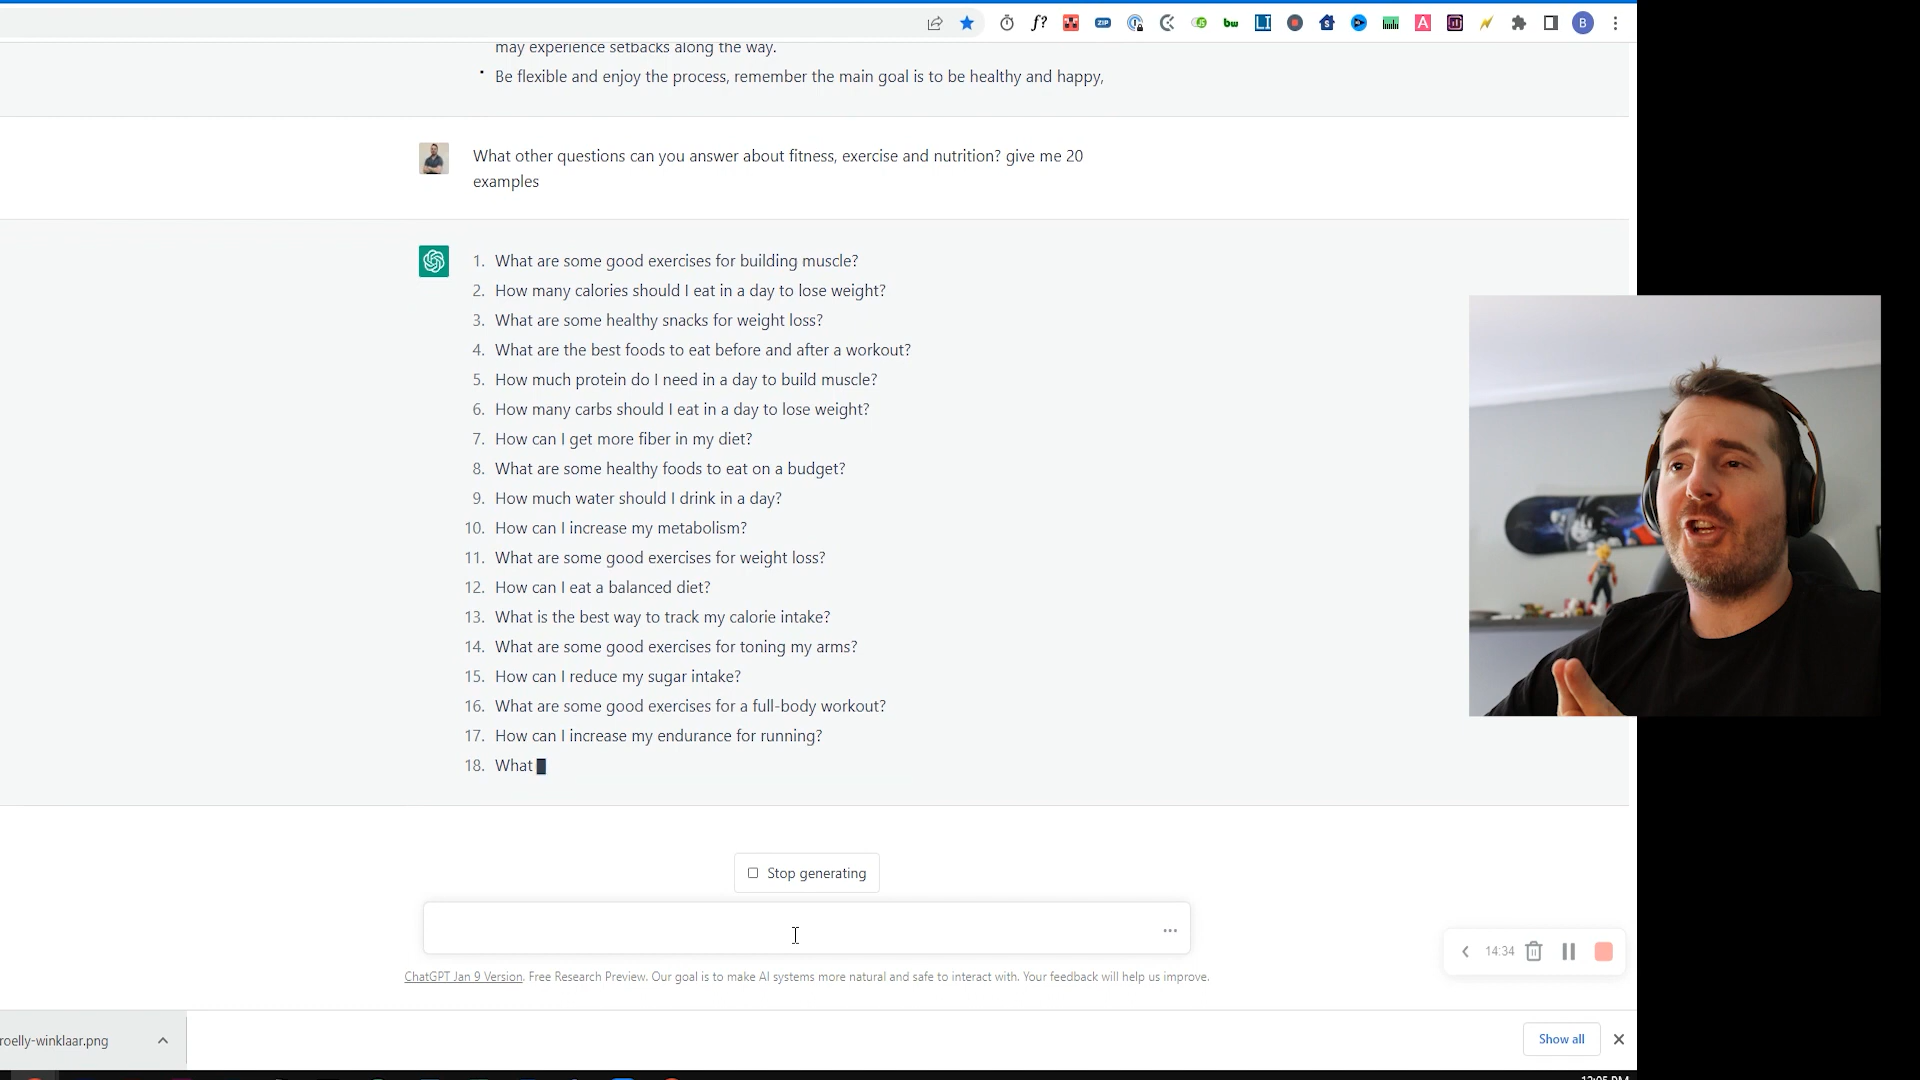 may experience setbacks along the way.
• Be flexible and enjoy the process, remember the main goal is to be healthy and happy,
What other questions can you answer about fitness, exercise and nutrition? give me 20
examples
1. What are some good exercises for building muscle?
2. How many calories should I eat in a day to lose weight?
3. What are some healthy snacks for weight loss?
4. What are the best foods to eat before and after a workout?
5. How much protein do I need in a day to build muscle?
6. How many carbs should I eat in a day to lose weight?
7. How can I get more fiber in my diet?
8. What are some healthy foods to eat on a budget?
9. How much water should I drink in a day?
10. How can I increase my metabolism?
11. What are some good exercises for weight loss?
12. How can I eat a balanced diet?
13. What is the best way to track my calorie intake?
14. What are some good exercises for toning my arms?
15. How can I reduce my sugar intake?
16. What are some good exercises for a full-body workout?
17. How can I increase my endurance for running?
18. What
Stop generating
14:34
ChatGPT Jan 9 Version. Free Research Preview. Our goal is to make AI systems more natural and safe to interact with. Your feedback will help us improve.
roelly-winklaar.png
Show all